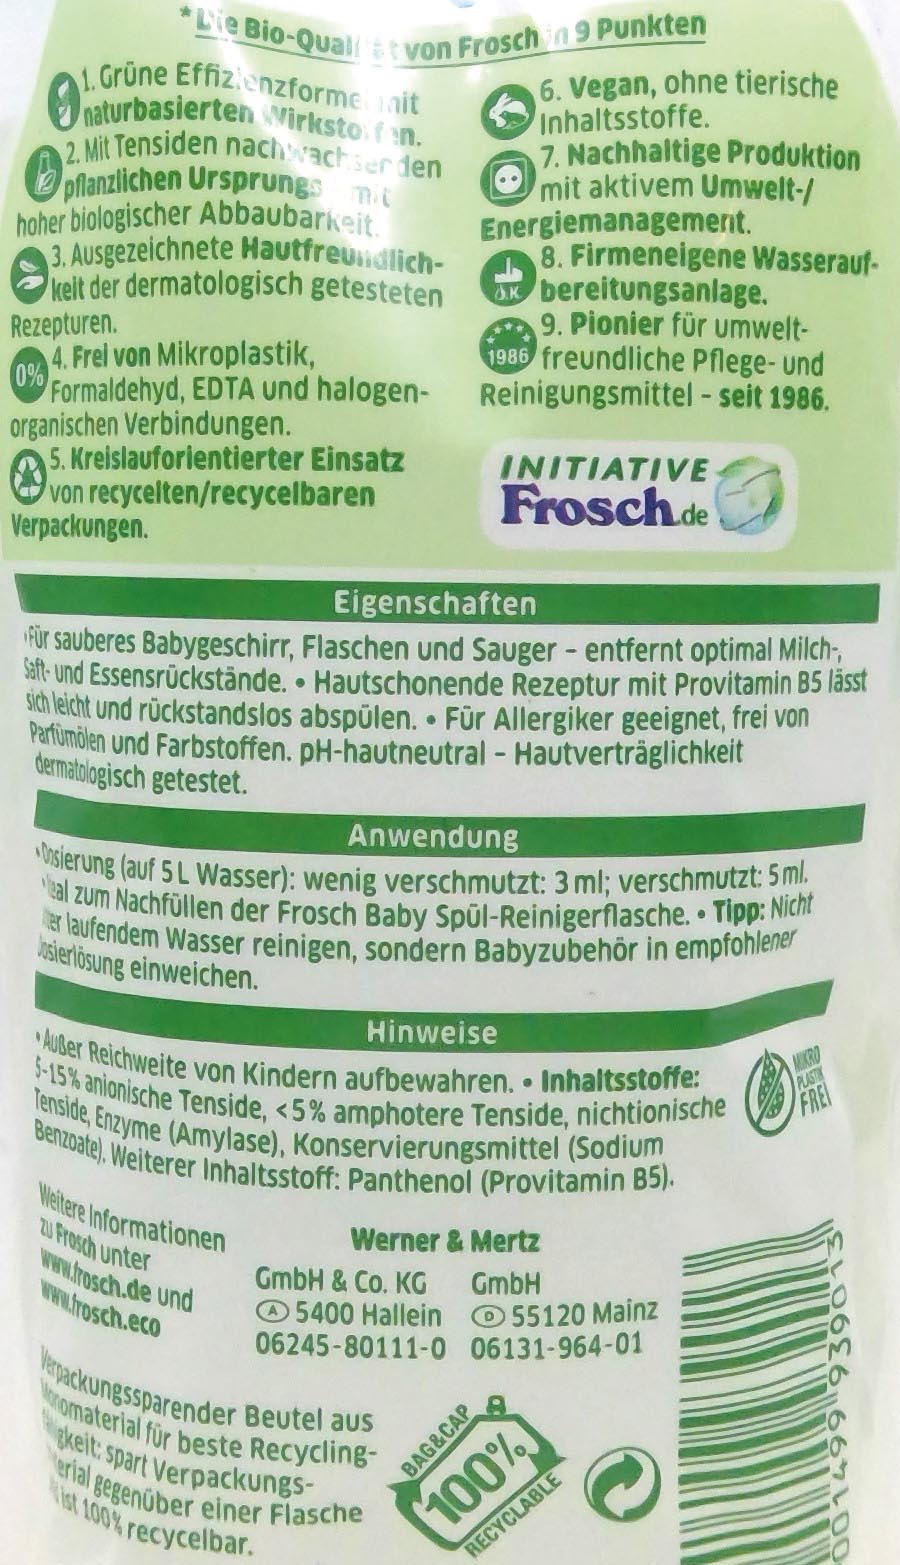 *Die Bio-Qualität von Frosch in 9 Punkten
1. Grüne Effizienzformel mit
naturbasierten Wirkstoffen.
2. Mit Tensiden nachwachsenden
pflanzlichen Ursprungs mit
hoher biologischer Abbaubarkeit.
3. Ausgezeichnete Hautfreundlich-
keit der dermatologisch getesteten
Rezepturen.
0% 4. Frei von Mikroplastik,
Formaldehyd, EDTA und halogen-
organischen Verbindungen.
5. Kreislauforientierter Einsatz
von recycelten/recycelbaren
Verpackungen.
6. Vegan, ohne tierische
Inhaltsstoffe.
7. Nachhaltige Produktion
mit aktivem Umwelt-/
Energiemanagement.
8. Firmeneigene Wasserauf-
bereitungsanlage.
9. Pionier für umwelt-
1986 freundliche Pflege- und
Reinigungsmittel - seit 1986.
INITIATIVE
Frosch.de
Eigenschaften
• Für sauberes Babygeschirr, Flaschen und Sauger - entfernt optimal Milch-,
Saft- und Essensrückstände. • Hautschonende Rezeptur mit Provitamin B5 lässt
sich leicht und rückstandslos abspülen. • Für Allergiker geeignet, frei von
Parfümölen und Farbstoffen. pH-hautneutral - Hautverträglichkeit
dermatologisch getestet.
Anwendung
• Dosierung (auf 5 L Wasser): wenig verschmutzt: 3 ml; verschmutzt: 5 ml.
zum Nachfüllen der Frosch Baby Spül-Reinigerflasche. • Tipp: Nicht
laufendem Wasser reinigen, sondern Babyzubehör in empfohlener
Dosierlösung einweichen.
Hinweise
• Außer Reichweite von Kindern aufbewahren. • Inhaltsstoffe:
5-15% anionische Tenside, <5% amphotere Tenside, nichtionische
Tenside, Enzyme (Amylase), Konservierungsmittel (Sodium
Benzoate). Weiterer Inhaltsstoff: Panthenol (Provitamin B5).
MIKRO
PLASTIK
FREI
Weitere Informationen
zu Frosch unter
www.frosch.de und
www.frosch.eco
Werner & Mertz
GmbH & Co. KG
A 5400 Hallein
06245-80111-0
GmbH
D 55120 Mainz
06131-964-01
Verpackungssparender Beutel aus
Monomaterial für beste Recycling-
spart Verpackungs-
gegenüber einer Flasche
ist 100% recycelbar.
BAG&CAP
100%
RECYCLABLE